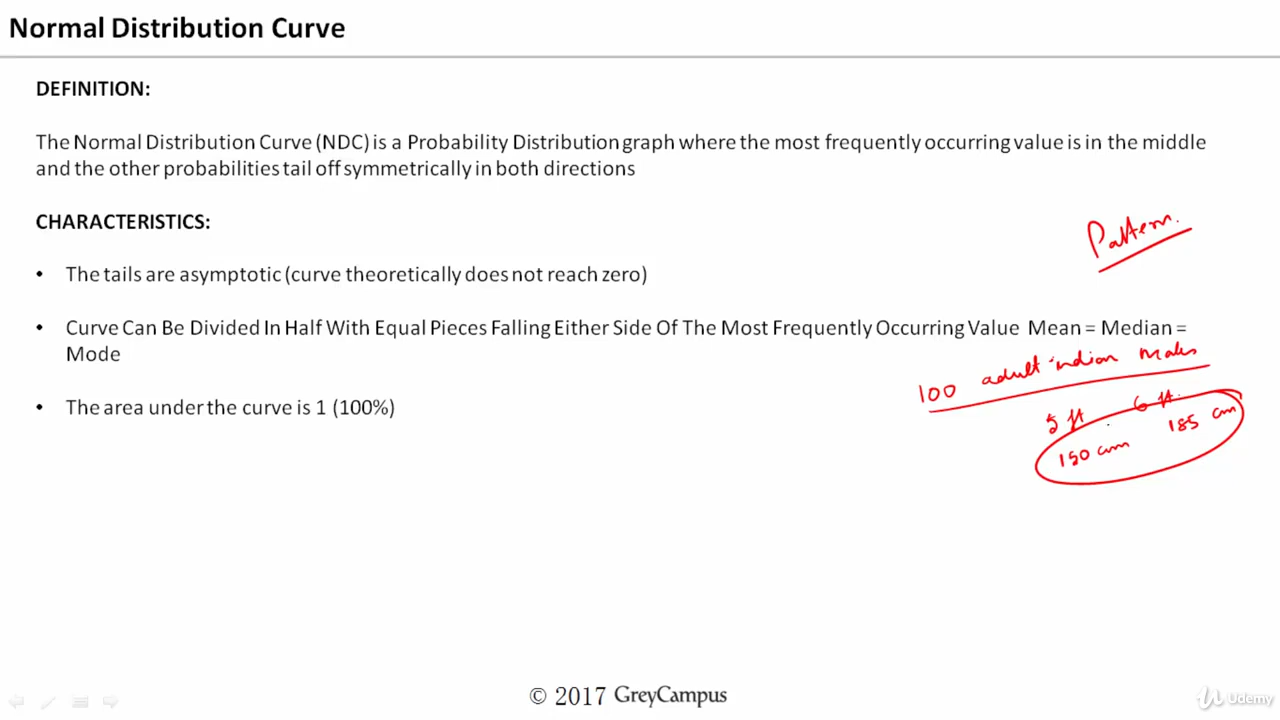 Normal Distribution Curve
DEFINITION:
The Normal Distribution Curve (NDC) is a Probability Distribution graph where the most frequently occurring value is in the middle
and the other probabilities tail off symmetrically in both directions
CHARACTERISTICS:
Pattern.
• The tails are asymptotic (curve theoretically does not reach zero)
• Curve Can Be Divided In Half With Equal Pieces Falling Either Side Of The Most Frequently Occurring Value Mean = Median =
Mode
100 adult indian males
• The area under the curve is 1 (100%)
5 ft 6 ft.
150 cm 185 cm
© 2017 GreyCampus
Udemy